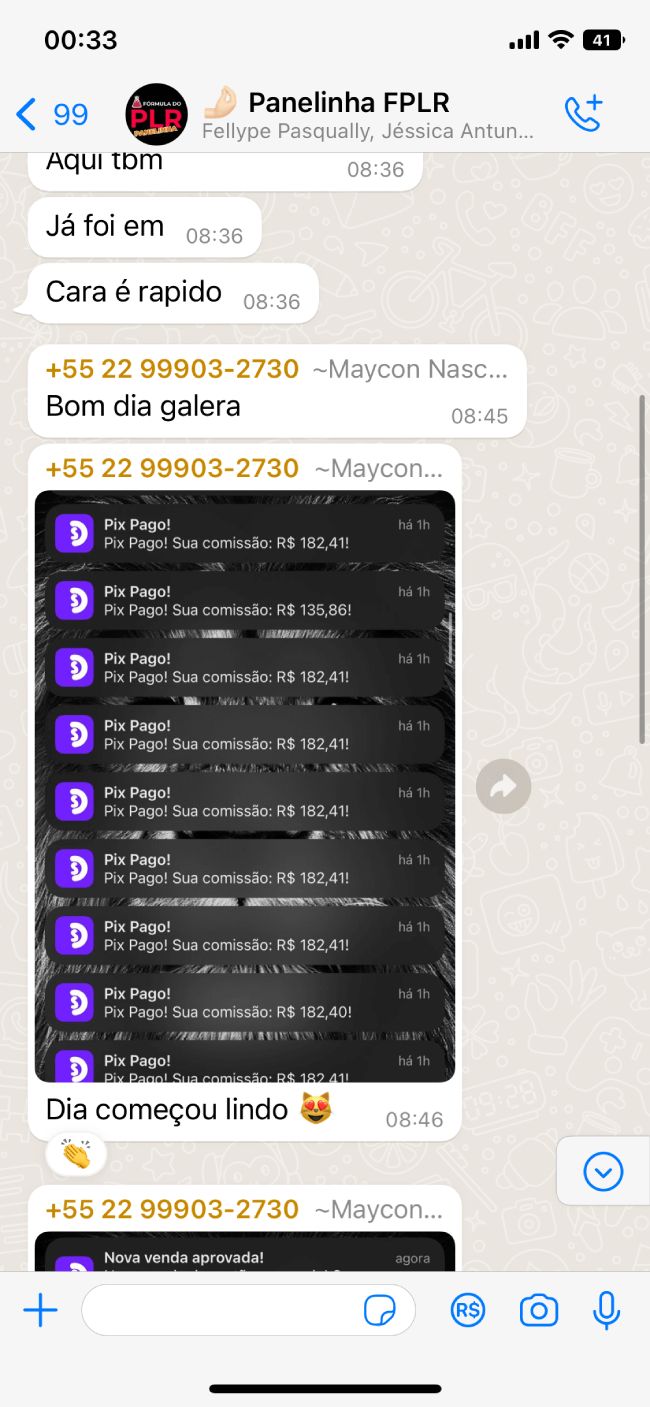 00:33
41
99
FÓRMULA DO
PLR
PANELINHA
🤌🏻 Panelinha FPLR
Fellype Pasqually, Jéssica Antun...
Aqui tbm
08:36
Já foi em
08:36
Cara é rapido
08:36
+55 22 99903-2730 ~Maycon Nasc...
Bom dia galera
08:45
+55 22 99903-2730 ~Maycon...
Pix Pago!
há 1h
Pix Pago! Sua comissão: R$ 182,41!
Pix Pago!
há 1h
Pix Pago! Sua comissão: R$ 135,86!
Pix Pago!
há 1h
Pix Pago! Sua comissão: R$ 182,41!
Pix Pago!
há 1h
Pix Pago! Sua comissão: R$ 182,41!
Pix Pago!
há 1h
Pix Pago! Sua comissão: R$ 182,41!
Pix Pago!
há 1h
Pix Pago! Sua comissão: R$ 182,41!
Pix Pago!
há 1h
Pix Pago! Sua comissão: R$ 182,41!
Pix Pago!
há 1h
Pix Pago! Sua comissão: R$ 182,40!
Pix Pago!
há 1h
Pix Pago! Sua comissão: R$ 182,41!
Dia começou lindo 😻
08:46
👏
+55 22 99903-2730 ~Maycon...
Nova venda aprovada!
agora
R$